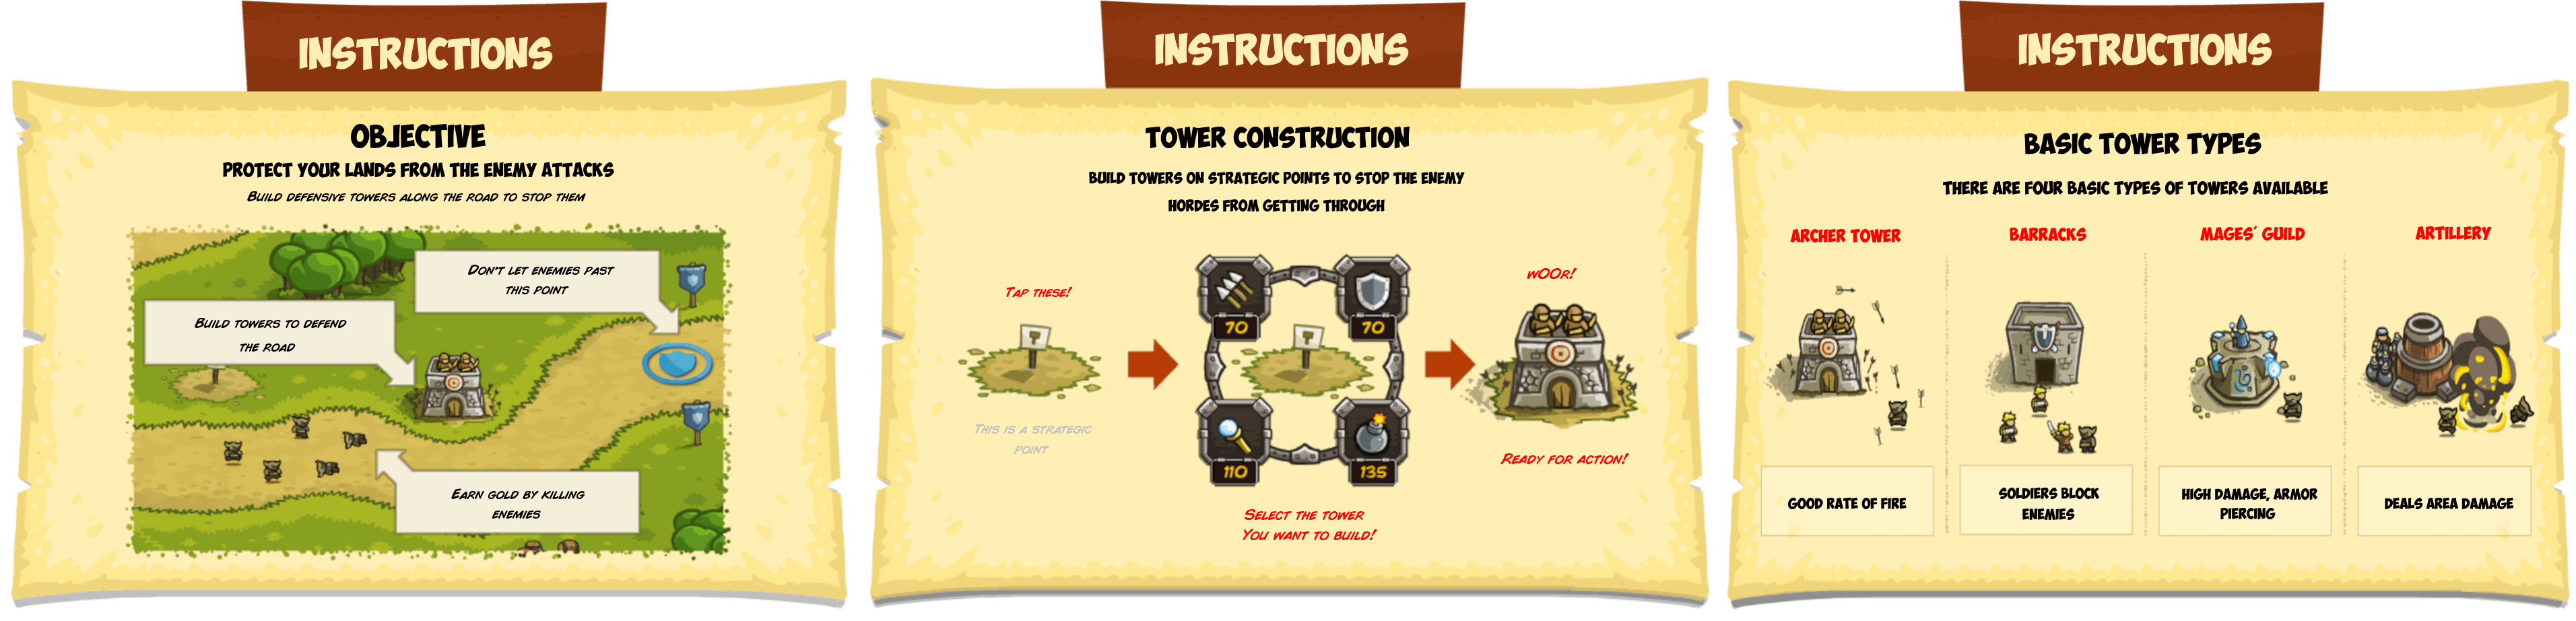 INSTRUCTIONS
OBJECTIVE
PROTECT YOUR LANDS FROM THE ENEMY ATTACKS
BUILD DEFENSIVE TOWERS ALONG THE ROAD TO STOP THEM
DON'T LET ENEMIES PAST
THIS POINT
BUILD TOWERS TO DEFEND
THE ROAD
EARN GOLD BY KILLING
ENEMIES
INSTRUCTIONS
TOWER CONSTRUCTION
BUILD TOWERS ON STRATEGIC POINTS TO STOP THE ENEMY
HORDES FROM GETTING THROUGH
TAP THESE!
THIS IS A STRATEGIC
POINT
70
70
110
135
SELECT THE TOWER
YOU WANT TO BUILD!
WOOR!
READY FOR ACTION!
INSTRUCTIONS
BASIC TOWER TYPES
THERE ARE FOUR BASIC TYPES OF TOWERS AVAILABLE
ARCHER TOWER
GOOD RATE OF FIRE
BARRACKS
SOLDIERS BLOCK
ENEMIES
MAGES' GUILD
HIGH DAMAGE, ARMOR
PIERCING
ARTILLERY
DEALS AREA DAMAGE